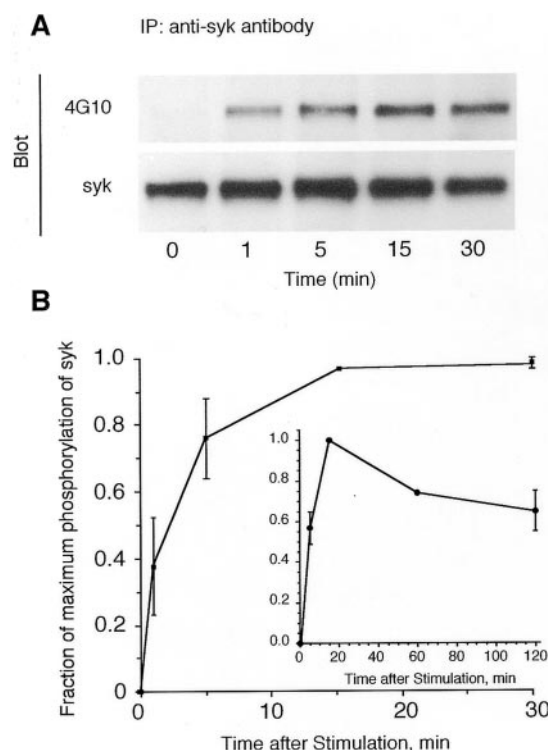 A
IP: anti-syk antibody
Blot
4G10
syk
0 1 5 15 30
Time (min)
B
Fraction of maximum phosphorylation of syk
1.0
0.8
0.6
0.4
0.2
0
0 10 20 30
Time after Stimulation, min
1.0
0.8
0.6
0.4
0.2
0.0
0 20 40 60 80 100 120
Time after Stimulation, min